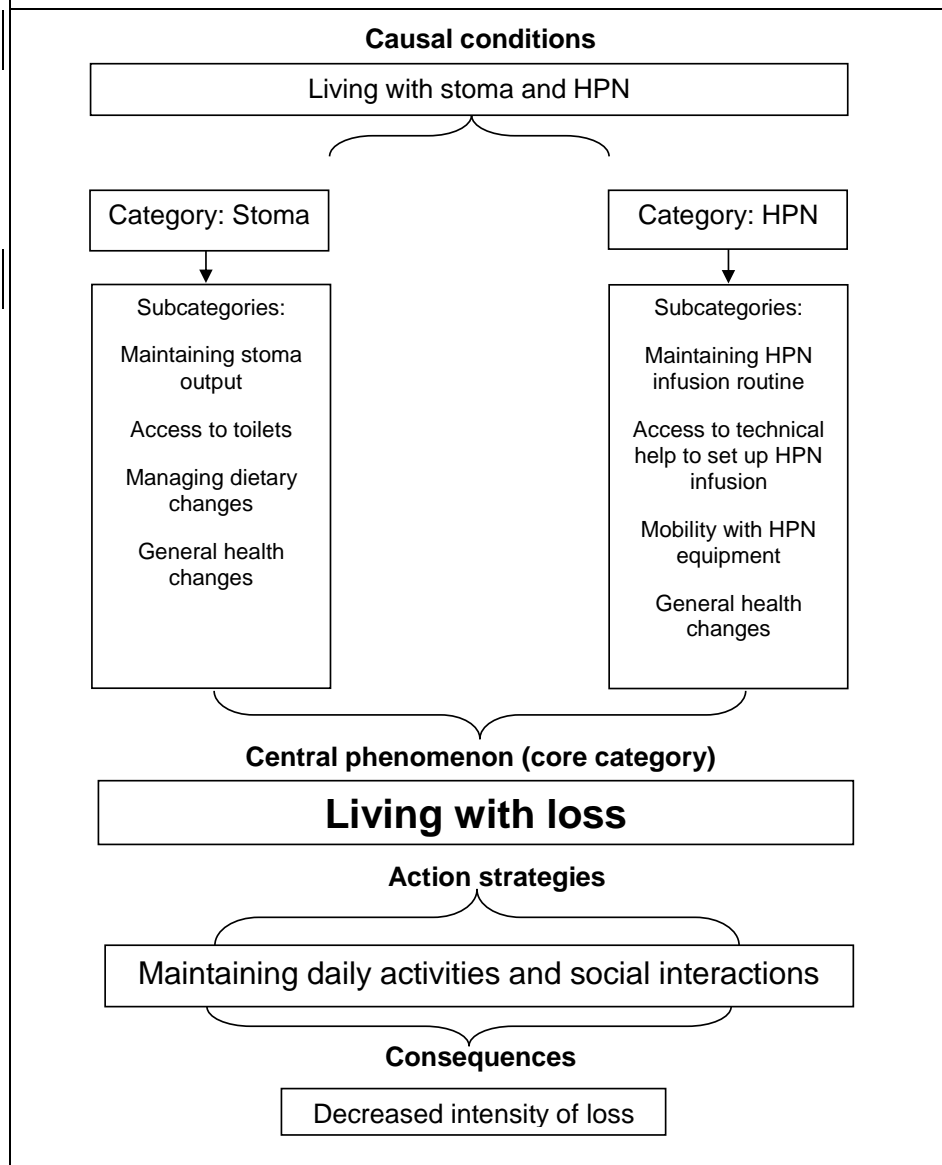 Causal conditions
Living with stoma and HPN
Category: Stoma
Subcategories:
Maintaining stoma
output
Access to toilets
Managing dietary
changes
General health
changes
Category: HPN
Subcategories:
Maintaining HPN
infusion routine
Access to technical
help to set up HPN
infusion
Mobility with HPN
equipment
General health
changes
Central phenomenon (core category)
Living with loss
Action strategies
Maintaining daily activities and social interactions
Consequences
Decreased intensity of loss